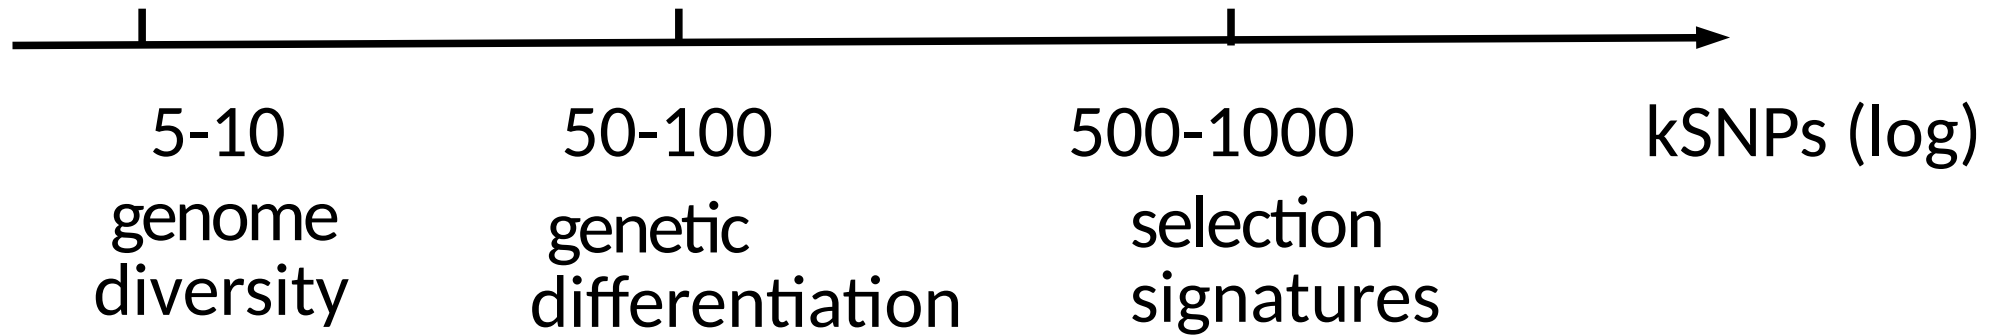 5-10 50-100 500-1000 kSNPs (log)
genome
diversity
genetic
differentiation
selection
signatures